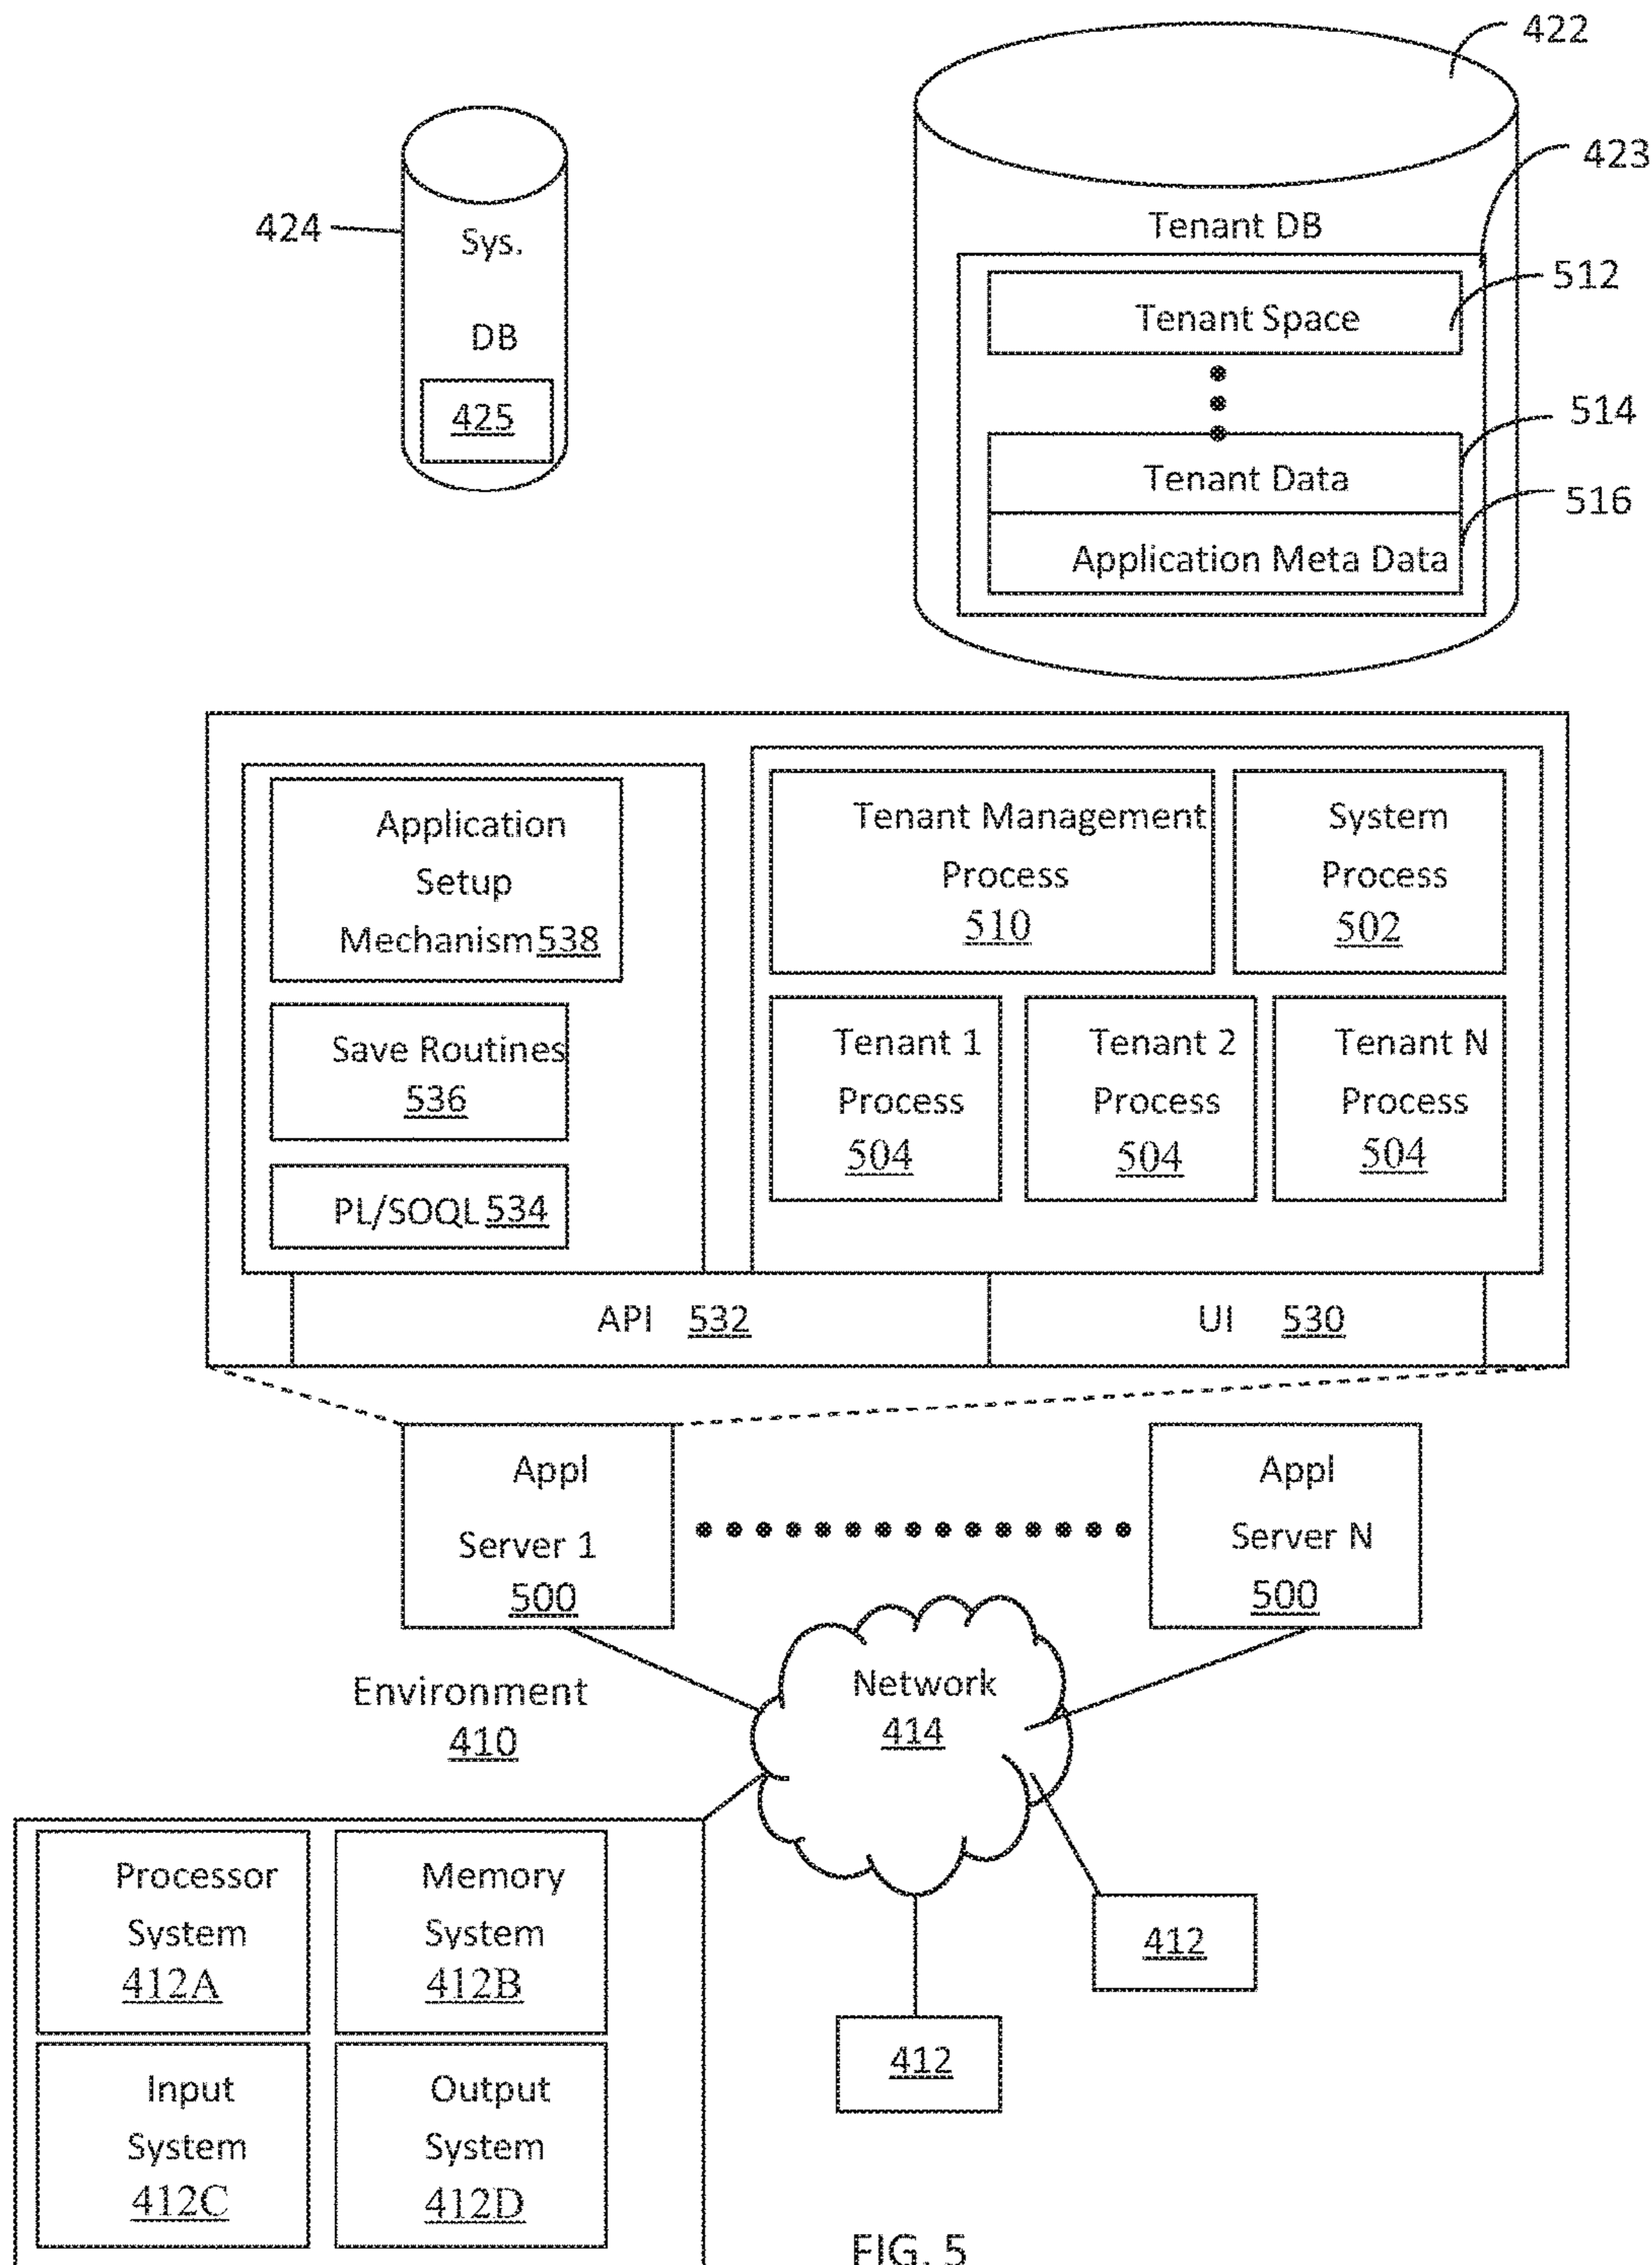 422
423
Tenant DB
424
Sys.
DB
425
512
Tenant Space
514
Tenant Data
516
Application Meta Data
Application
Setup
Mechanism 538
Save Routines
536
PL/SOQL 534
Tenant Management
Process
510
System
Process
502
Tenant 1
Process
504
Tenant 2
Process
504
Tenant N
Process
504
API 532
UI 530
Appl
Server 1
500
Appl
Server N
500
Environment
410
Network
414
Processor
System
412A
Memory
System
412B
Input
System
412C
Output
System
412D
412
412
FIG. 5